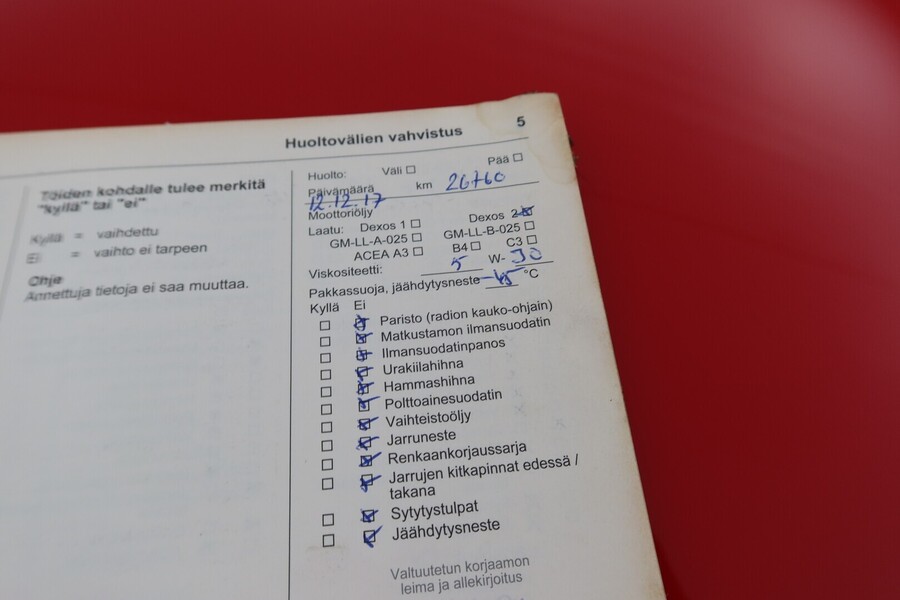 Huoltovälien vahvistus 5
Töiden kohdalle tulee merkitä
"kyllä" tai "ei"
Kyllä = vaihdettu
Ei = vaihto ei tarpeen
Ohje
Annettuja tietoja ei saa muuttaa.
Huolto: Väli Pää
Päivämäärä km 26760
12.12.17
Moottoriöljy
Laatu: Dexos 1 Dexos 2
GM-LL-A-025 GM-LL-B-025
ACEA A3 B4 C3
Viskositeetti: 5 W- 30
Pakkassuoja, jäähdytysneste -45 °C
Kyllä Ei
Paristo (radion kauko-ohjain)
Matkustamon ilmansuodatin
Ilmansuodatinpanos
Urakiilahihna
Hammashihna
Polttoainesuodatin
Vaihteistoöljy
Jarruneste
Renkaankorjaussarja
Jarrujen kitkapinnat edessä /
takana
Sytytystulpat
Jäähdytysneste
Valtuutetun korjaamon
leima ja allekirjoitus